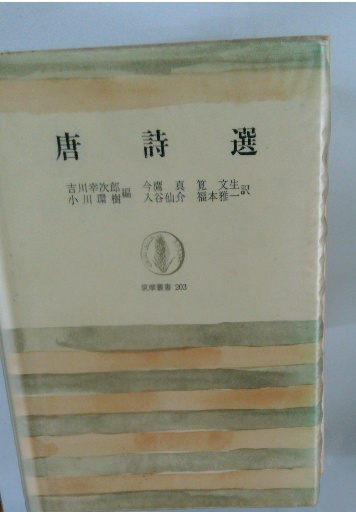 唐詩選
吉川幸次郎 小川環樹 編 今鷹真 筧文生 入谷仙介 福本雅一 訳
筑摩叢書 203